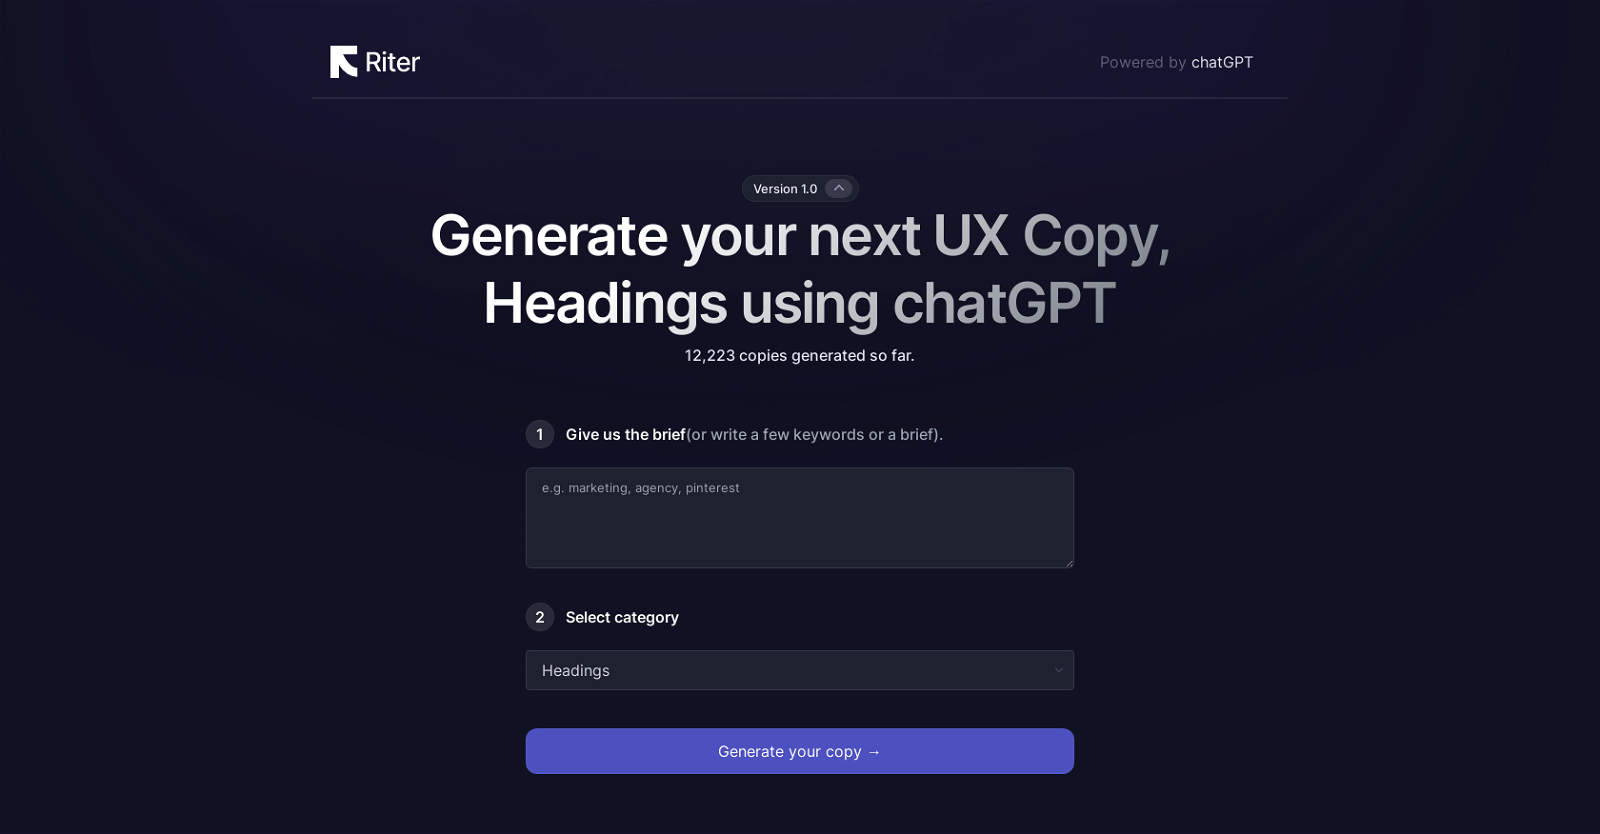 Riter
Powered by chatGPT
Version 1.0
Generate your next UX Copy,
Headings using chatGPT
12,223 copies generated so far.
1 Give us the brief(or write a few keywords or a brief).
e.g. marketing, agency, pinterest
2 Select category
Headings
Generate your copy →